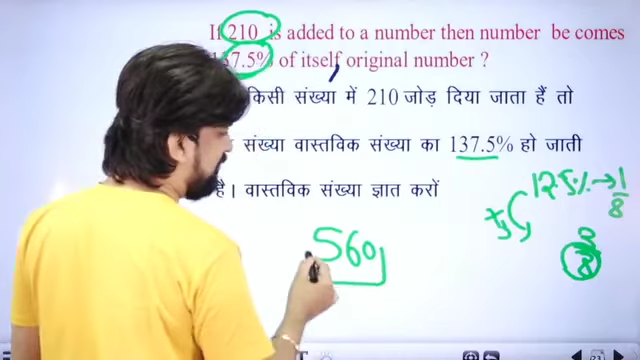 If 210 is added to a number then number be comes
137.5% of itself original number ?
किसी संख्या में 210 जोड़ दिया जाता हैं तो
संख्या वास्तविक संख्या का 137.5% हो जाती
है। वास्तविक संख्या ज्ञात करों
12.5% → 1/8
560